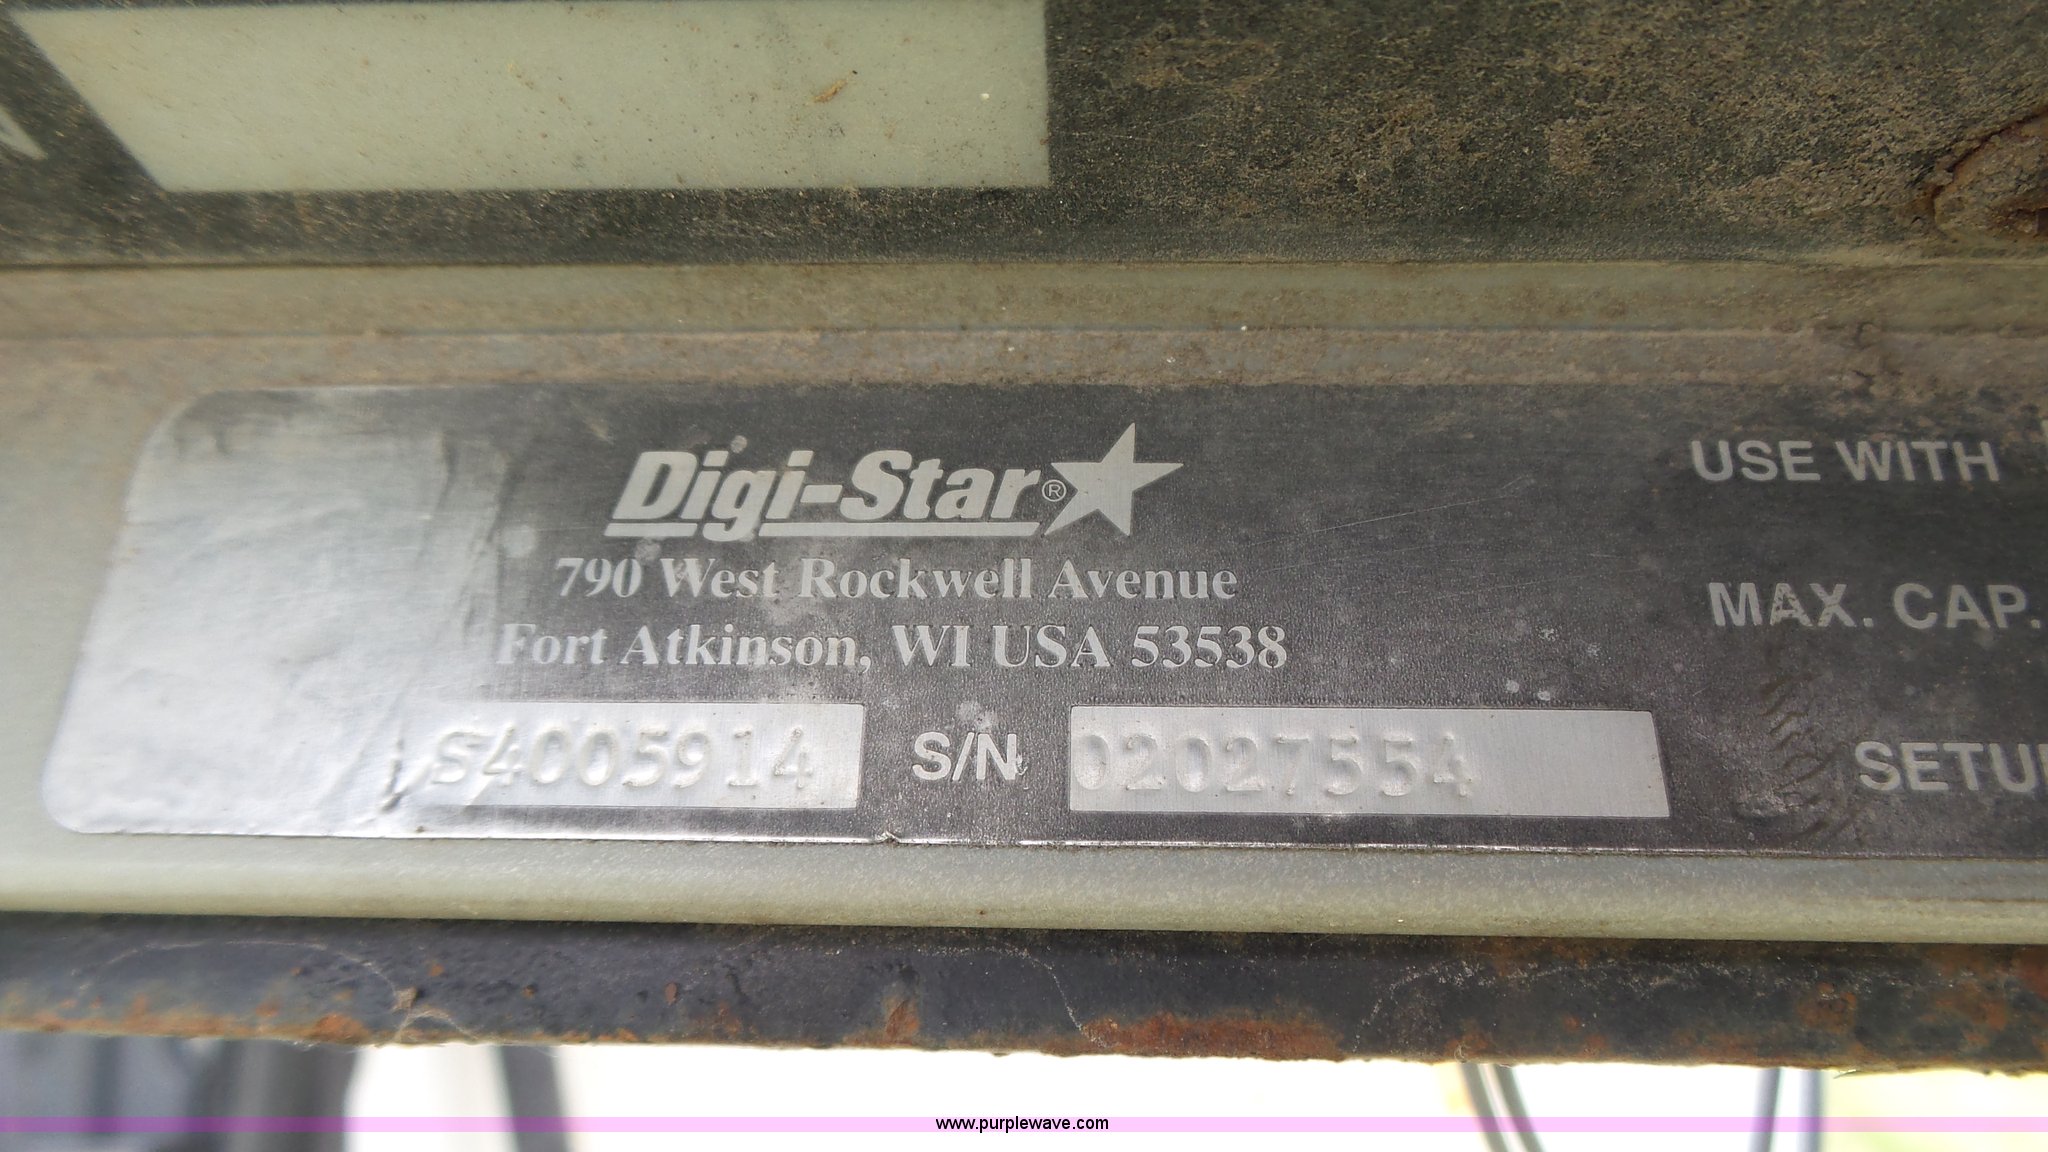 Digi-Star®
790 West Rockwell Avenue
Fort Atkinson, WI USA 53538
S4005914 S/N 02027554
USE WITH
MAX. CAP.
www.purplewave.com